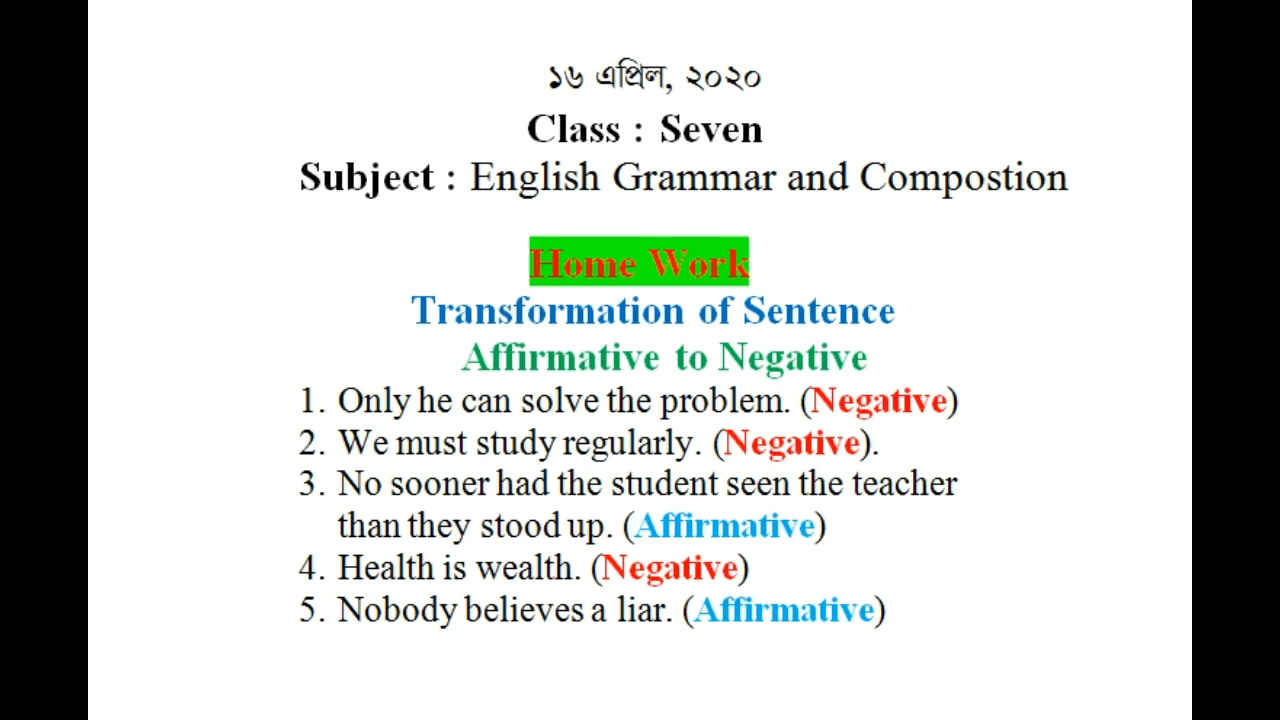 ১৬ এপ্রিল, ২০২০
Class : Seven
Subject : English Grammar and Compostion
Home Work
Transformation of Sentence
Affirmative to Negative
1. Only he can solve the problem. (Negative)
2. We must study regularly. (Negative).
3. No sooner had the student seen the teacher
than they stood up. (Affirmative)
4. Health is wealth. (Negative)
5. Nobody believes a liar. (Affirmative)